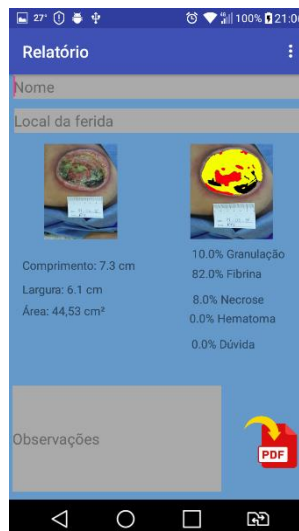 27° 100% 21:06
Relatório
Nome
Local da ferida
Comprimento: 7.3 cm
Largura: 6.1 cm
Área: 44,53 cm²
10.0% Granulação
82.0% Fibrina
8.0% Necrose
0.0% Hematoma
0.0% Dúvida
Observações
PDF